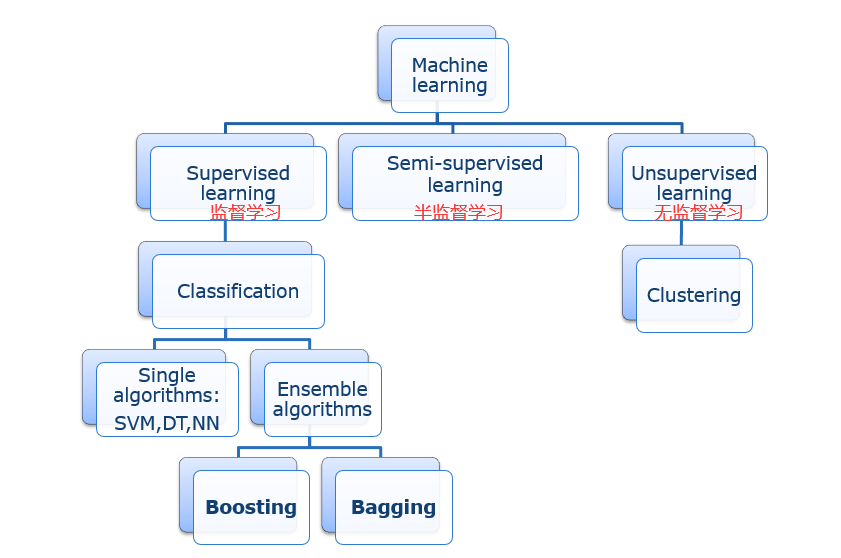 Machine
learning
Supervised
learning
监督学习
Semi-supervised
learning
半监督学习
Unsupervised
learning
无监督学习
Classification
Clustering
Single
algorithms:
SVM,DT,NN
Ensemble
algorithms
Boosting
Bagging